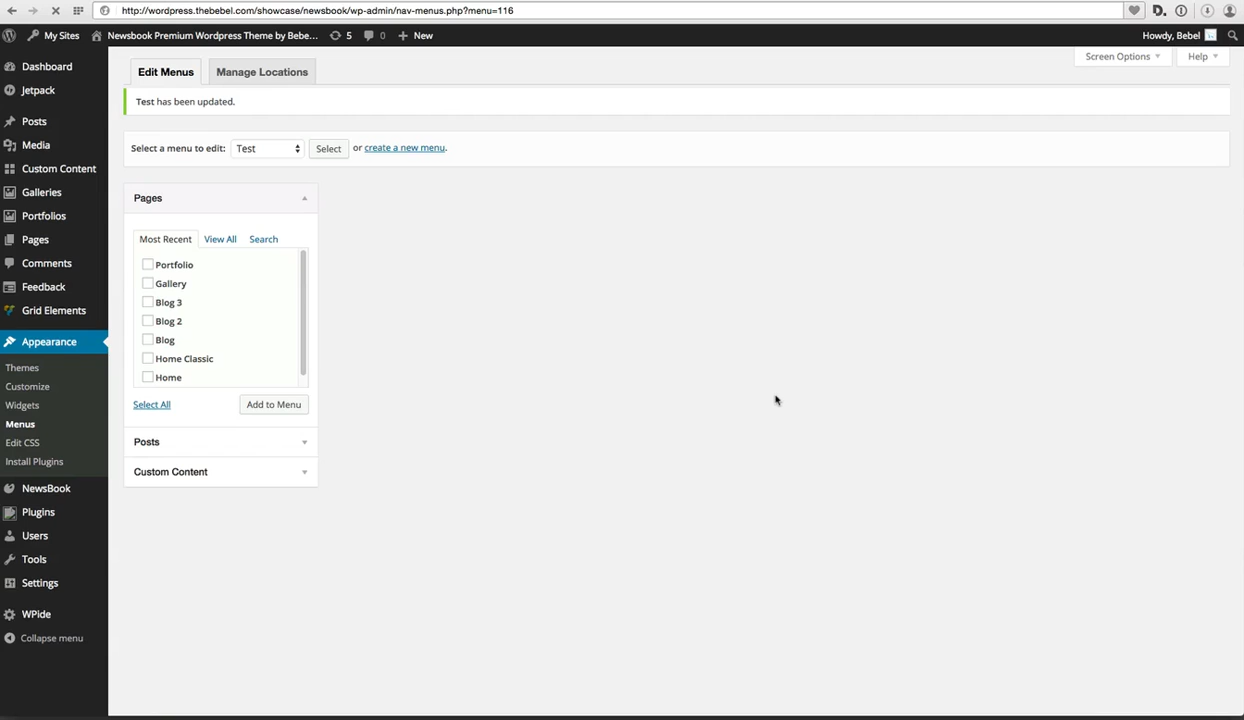 http://wordpress.thebebel.com/showcase/newsbook/wp-admin/nav-menus.php?menu=116
My Sites
Newsbook Premium Wordpress Theme by Bebe...
5
0
New
Howdy, Bebel
Dashboard
Jetpack
Posts
Media
Custom Content
Galleries
Portfolios
Pages
Comments
Feedback
Grid Elements
Appearance
Themes
Customize
Widgets
Menus
Edit CSS
Install Plugins
NewsBook
Plugins
Users
Tools
Settings
WPide
Collapse menu
Screen Options
Help
Edit Menus
Manage Locations
Test has been updated.
Select a menu to edit: Test Select or create a new menu.
Pages
Most Recent View All Search
Portfolio
Gallery
Blog 3
Blog 2
Blog
Home Classic
Home
Select All
Add to Menu
Posts
Custom Content